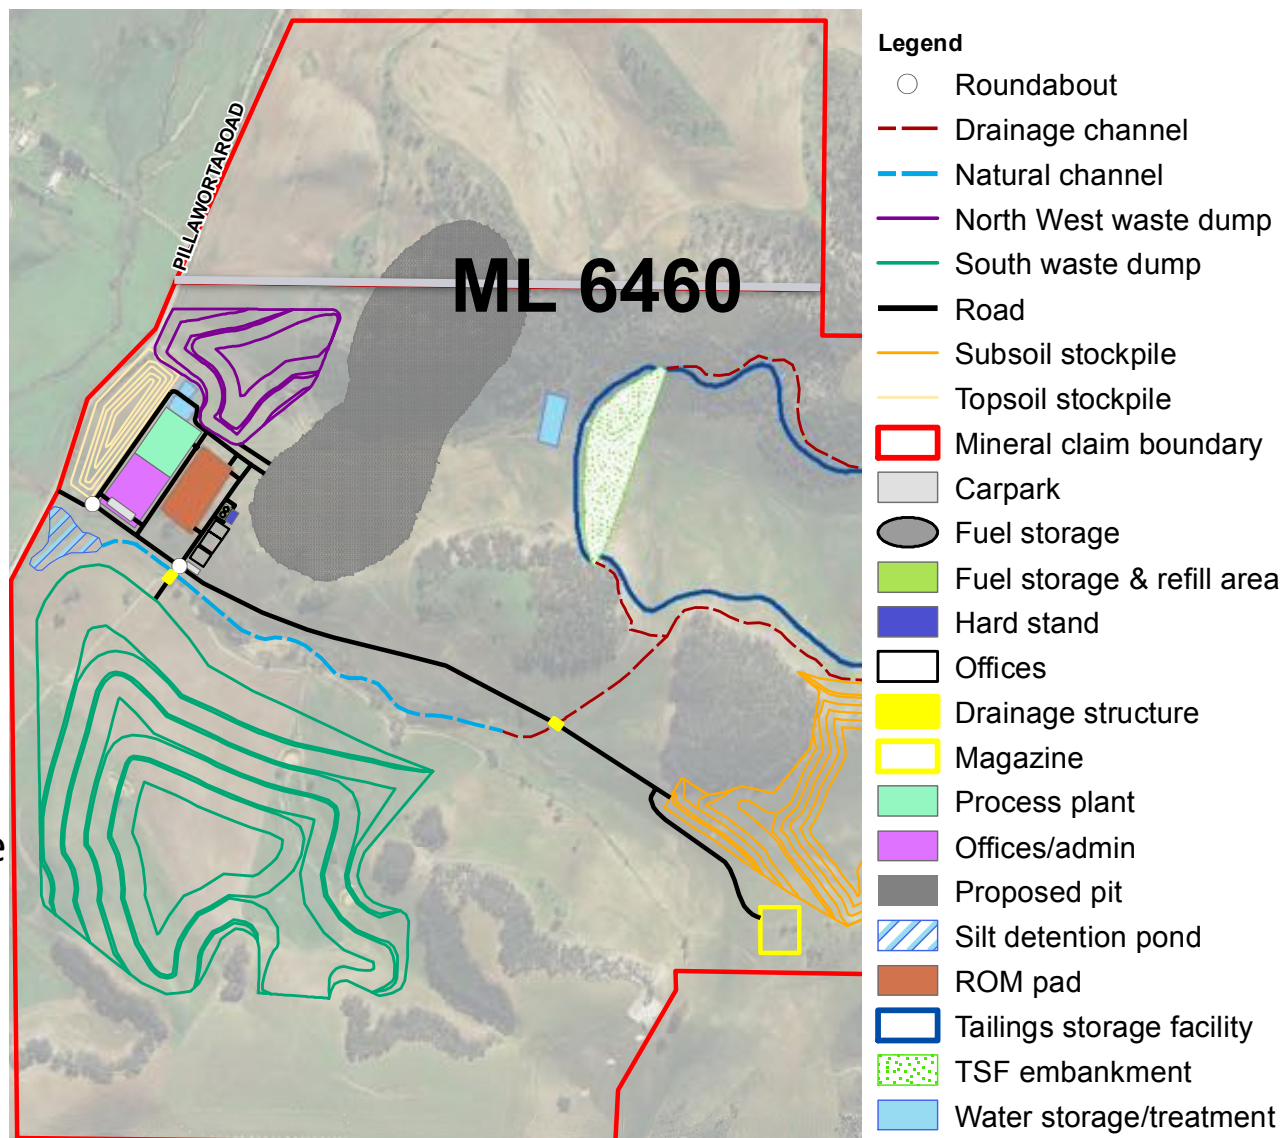 PILLAWORTAROAD
ML 6460
Legend
Roundabout
Drainage channel
Natural channel
North West waste dump
South waste dump
Road
Subsoil stockpile
Topsoil stockpile
Mineral claim boundary
Carpark
Fuel storage
Fuel storage & refill area
Hard stand
Offices
Drainage structure
Magazine
Process plant
Offices/admin
Proposed pit
Silt detention pond
ROM pad
Tailings storage facility
TSF embankment
Water storage/treatment